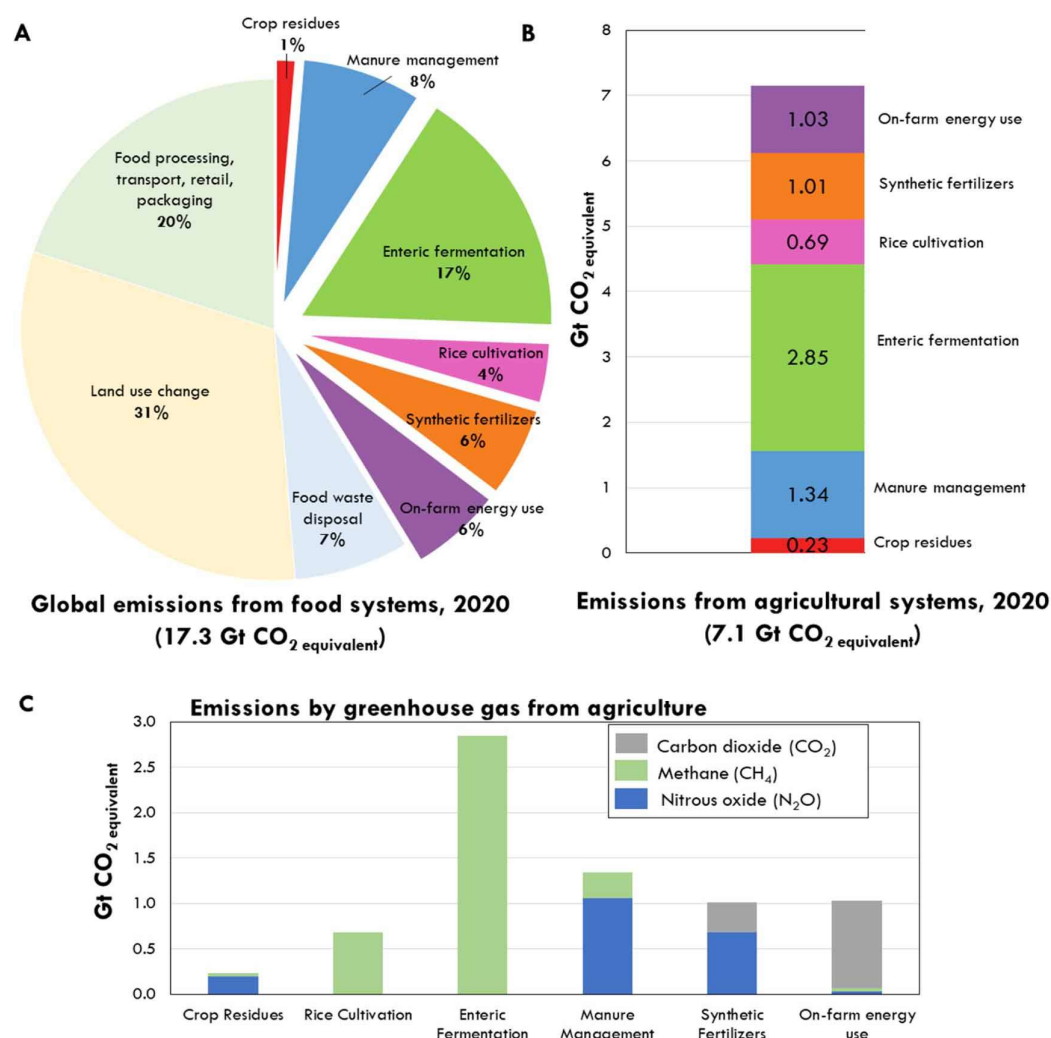 A
Crop residues
1%
Manure management
8%
Food processing,
transport, retail,
packaging
20%
Enteric fermentation
17%
Rice cultivation
4%
Land use change
31%
Synthetic fertilizers
6%
Food waste
disposal
7%
On-farm energy use
6%
Global emissions from food systems, 2020
(17.3 Gt CO2 equivalent)
B
Gt CO2 equivalent
8
7
6
5
4
3
2
1
0
1.03
On-farm energy use
1.01
Synthetic fertilizers
0.69
Rice cultivation
2.85
Enteric fermentation
1.34
Manure management
0.23
Crop residues
Emissions from agricultural systems, 2020
(7.1 Gt CO2 equivalent)
C
Emissions by greenhouse gas from agriculture
Gt CO2 equivalent
3.0
2.5
2.0
1.5
1.0
0.5
0.0
Carbon dioxide (CO2)
Methane (CH4)
Nitrous oxide (N2O)
Crop Residues
Rice Cultivation
Enteric
Fermentation
Manure
Management
Synthetic
Fertilizers
On-farm energy
use